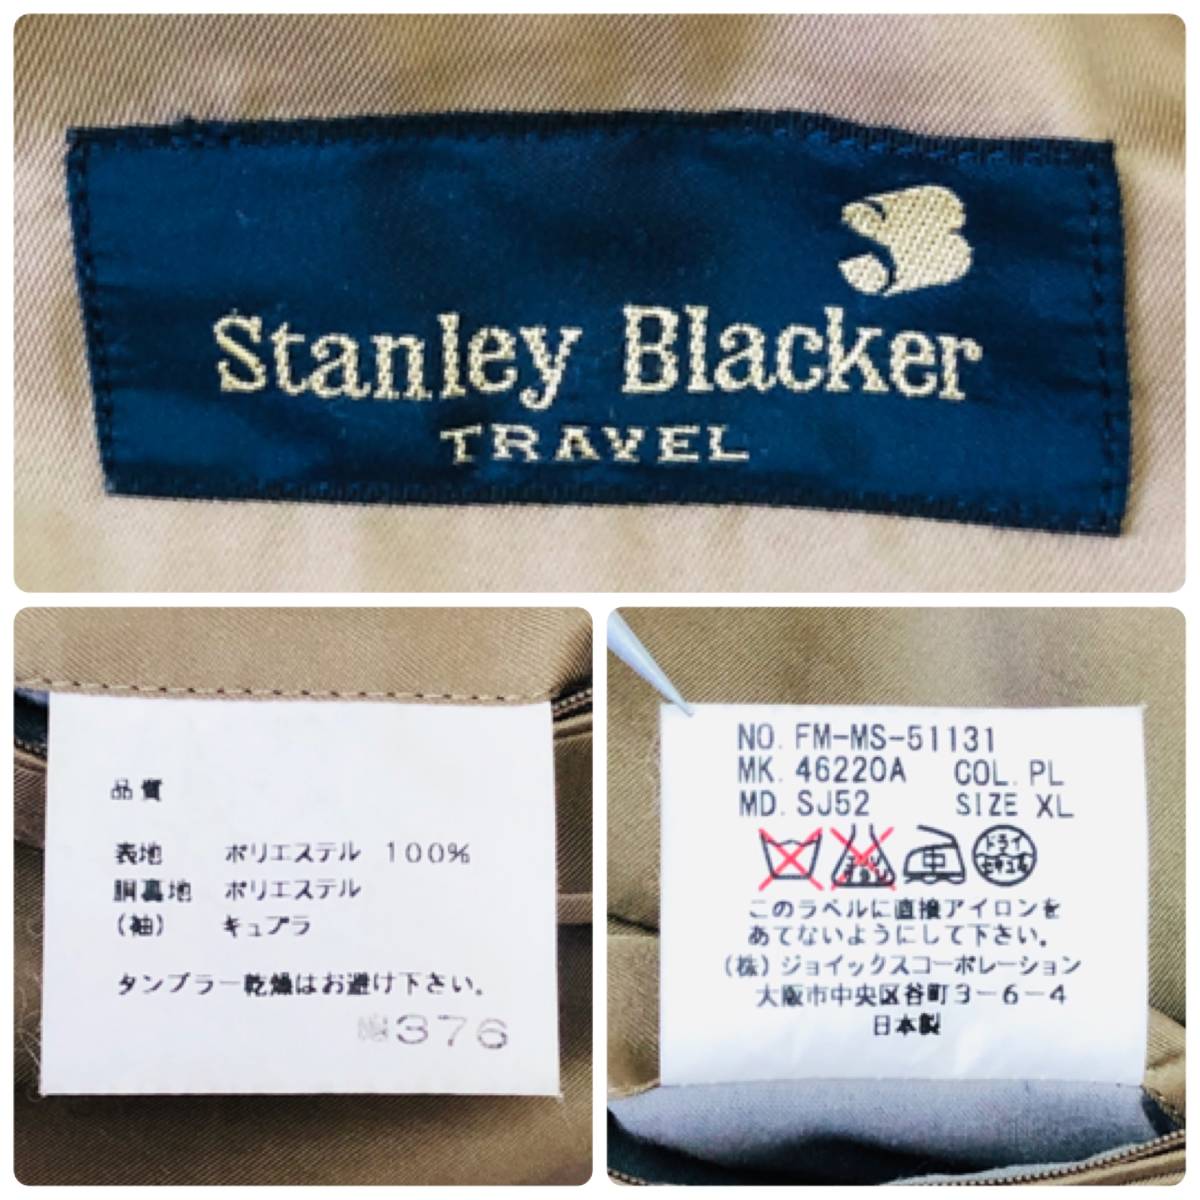 Stanley Blacker
TRAVEL
品質
表地 ポリエステル 100%
胴裏地 ポリエステル
(袖) キュプラ
タンブラー乾燥はお避け下さい。
376
NO. FM-MS-51131
MK. 46220A COL. PL
MD. SJ52 SIZE XL
中 ドライ
このラベルに直接アイロンを
あてないようにして下さい。
(株)ジョイックスコーポレーション
大阪市中央区谷町3-6-4
日本製